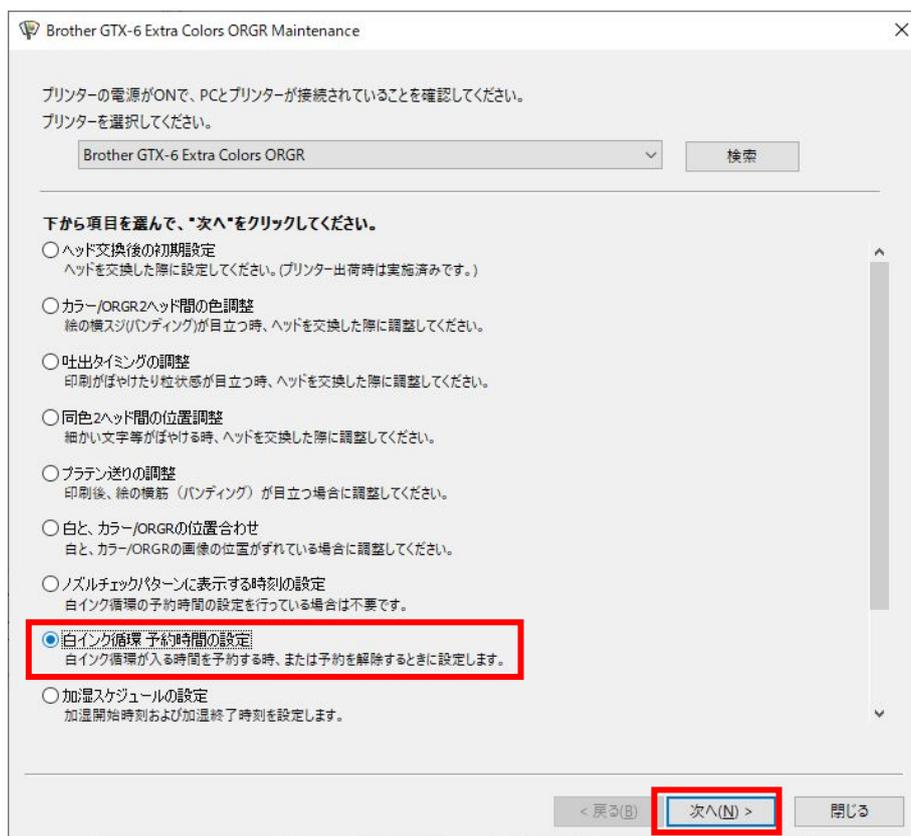 Brother GTX-6 Extra Colors ORGR Maintenance
プリンターの電源がONで、PCとプリンターが接続されていることを確認してください。
プリンターを選択してください。
Brother GTX-6 Extra Colors ORGR
検索
下から項目を選んで、"次へ"をクリックしてください。
ヘッド交換後の初期設定
ヘッドを交換した際に設定してください。(プリンター出荷時は実施済みです。)
カラー/ORGR2ヘッド間の色調整
絵の横スジ(バンディング)が目立つ時、ヘッドを交換した際に調整してください。
吐出タイミングの調整
印刷がぼやけたり粒状感が目立つ時、ヘッドを交換した際に調整してください。
同色2ヘッド間の位置調整
細かい文字等がぼやける時、ヘッドを交換した際に調整してください。
プラテン送りの調整
印刷後、絵の横筋（バンディング）が目立つ場合に調整してください。
白と、カラー/ORGRの位置合わせ
白と、カラー/ORGRの画像の位置がずれている場合に調整してください。
ノズルチェックパターンに表示する時刻の設定
白インク循環の予約時間の設定を行っている場合は不要です。
白インク循環 予約時間の設定
白インク循環が入る時間を予約する時、または予約を解除するときに設定します。
加湿スケジュールの設定
加湿開始時刻および加湿終了時刻を設定します。
< 戻る(B)
次へ(N) >
閉じる